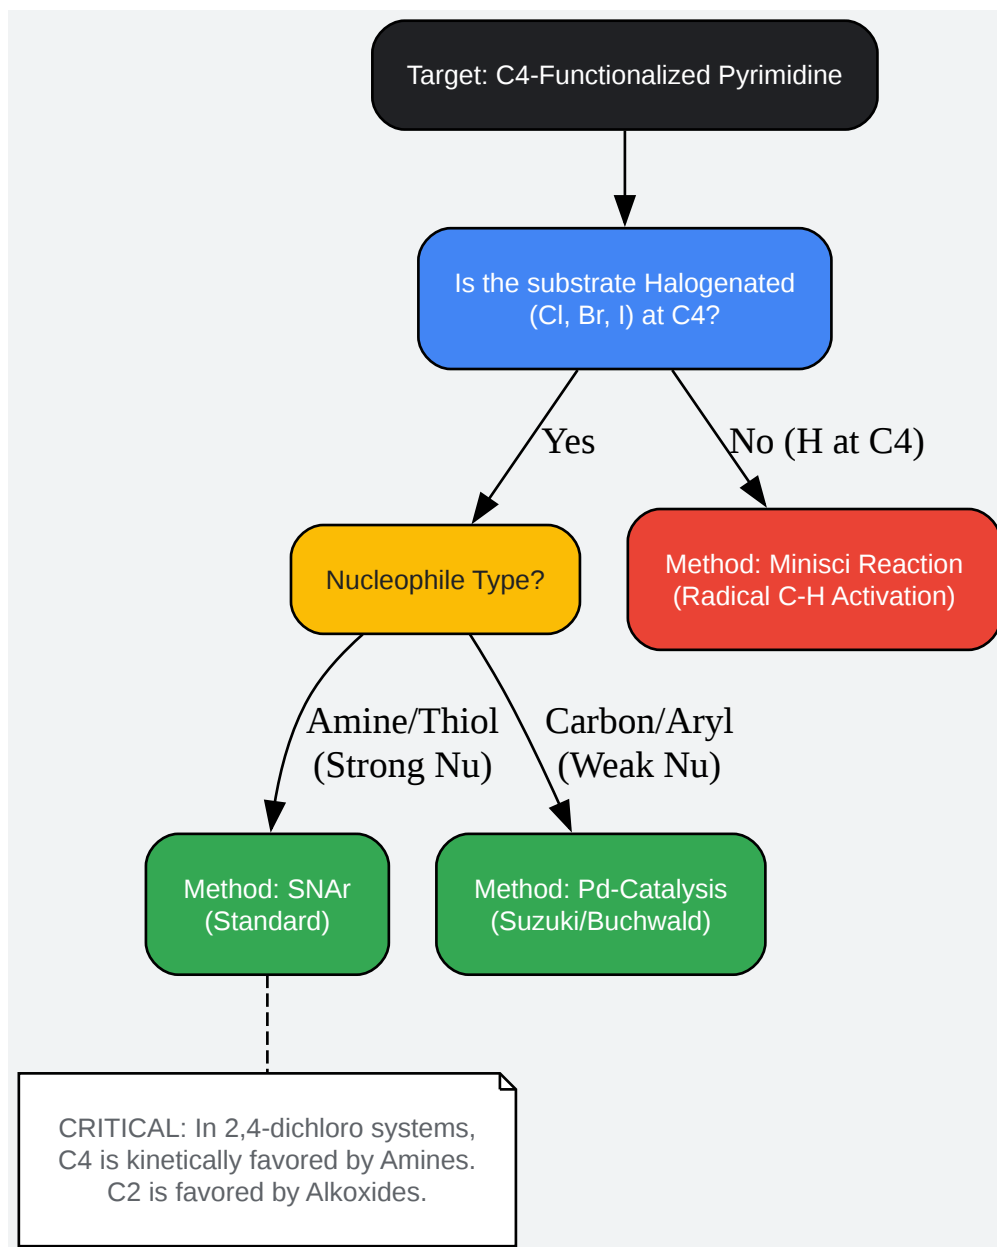 Target: C4-Functionalized Pyrimidine
Is the substrate Halogenated
(Cl, Br, I) at C4?
Yes
No (H at C4)
Nucleophile Type?
Method: Minisci Reaction
(Radical C-H Activation)
Amine/Thiol
(Strong Nu)
Carbon/Aryl
(Weak Nu)
Method: SNAr
(Standard)
Method: Pd-Catalysis
(Suzuki/Buchwald)
CRITICAL: In 2,4-dichloro systems,
C4 is kinetically favored by Amines.
C2 is favored by Alkoxides.